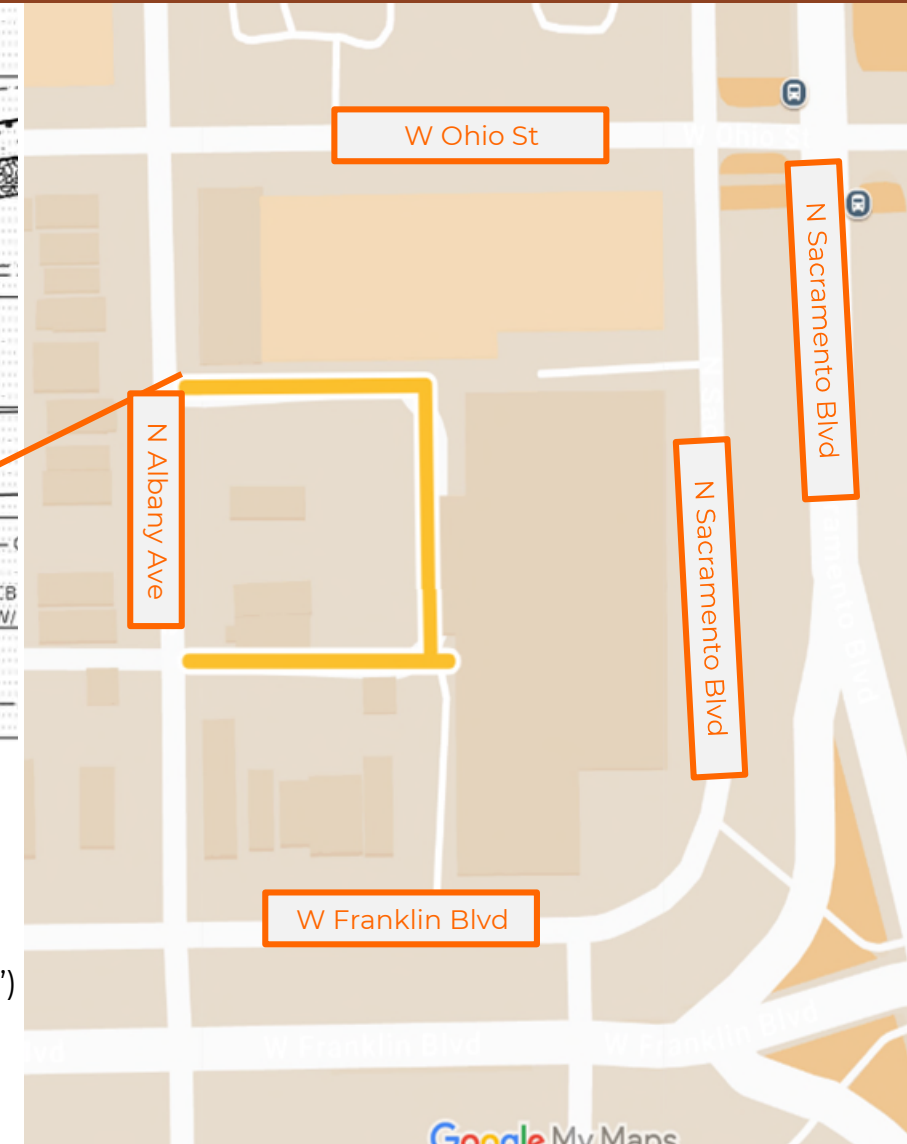 W Ohio St
N Sacramento Blvd
N Albany Ave
N Sacramento Blvd
W Franklin Blvd
')
W Franklin Blvd
W Franklin Blvd
Google My Maps